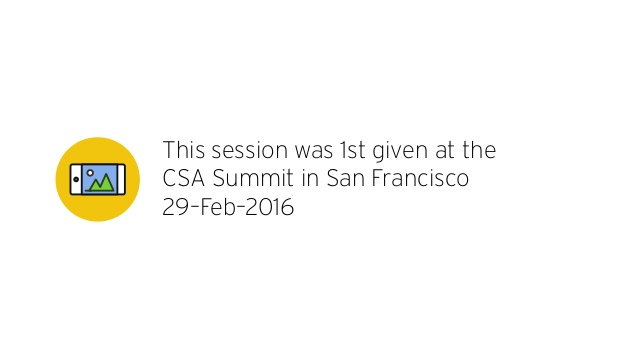 This session was 1st given at the
CSA Summit in San Francisco
29-Feb-2016